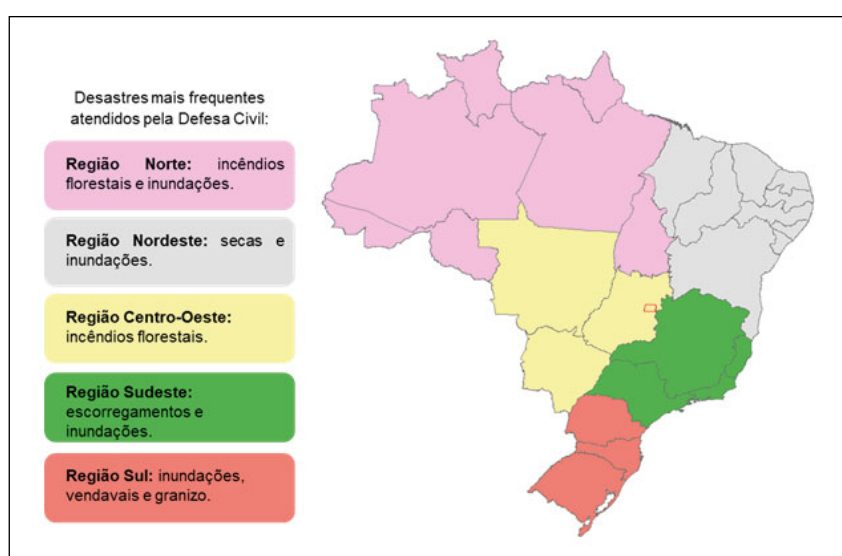 Desastres mais frequentes
atendidos pela Defesa Civil:
Região Norte: incêndios
florestais e inundações.
Região Nordeste: secas e
inundações.
Região Centro-Oeste:
incêndios florestais.
Região Sudeste:
escorregamentos e
inundações.
Região Sul: inundações,
vendavais e granizo.